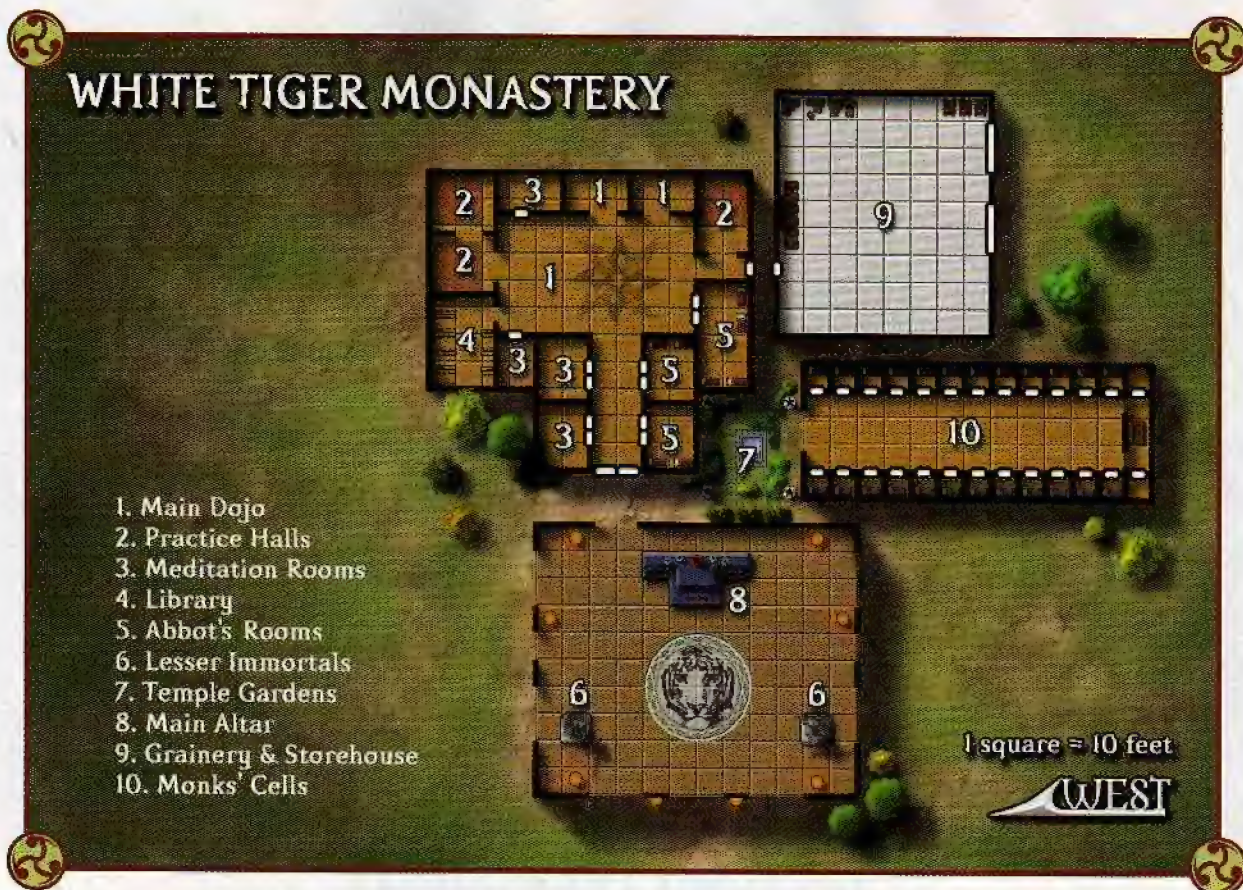 WHITE TIGER MONASTERY
2 3 1 1 2
9
2 1
4 3 3 5 5
3 5 7 10
8
6 6
1. Main Dojo
2. Practice Halls
3. Meditation Rooms
4. Library
5. Abbot's Rooms
6. Lesser Immortals
7. Temple Gardens
8. Main Altar
9. Grainery & Storehouse
10. Monks' Cells
1 square = 10 feet
WEST